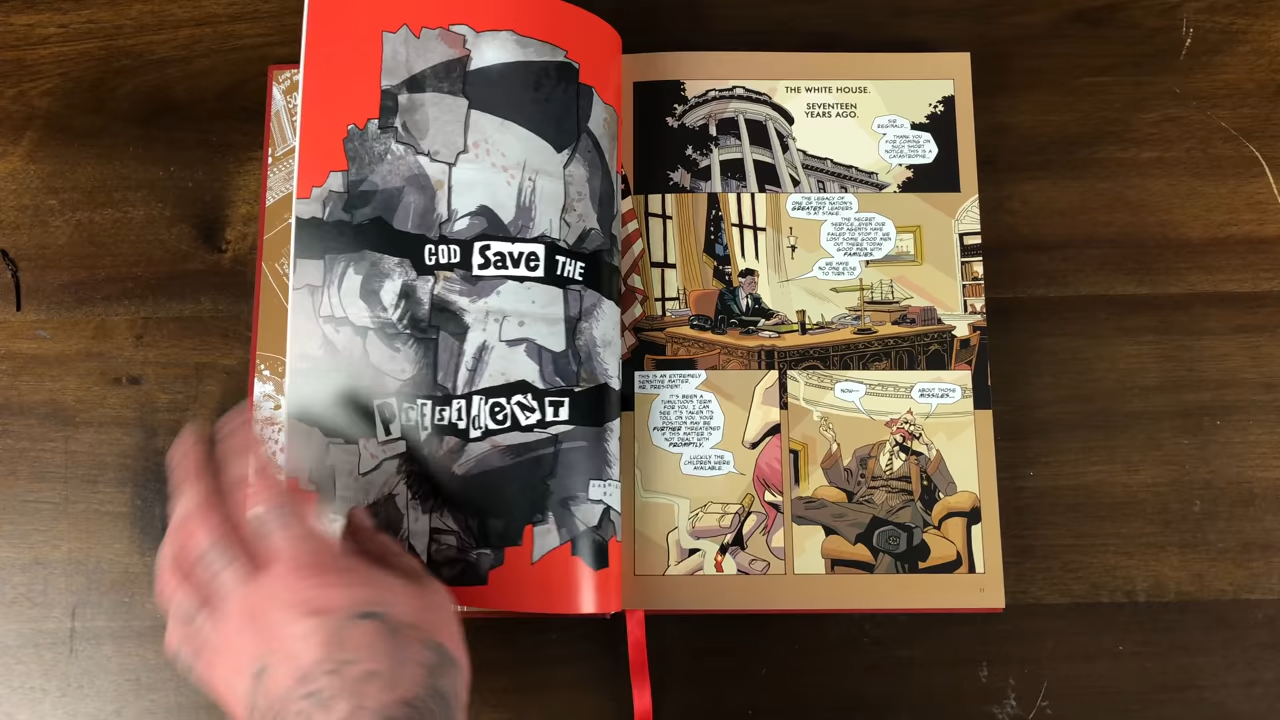 GOD Save THE
PresidENT
GABRIEL
BÁ
THE WHITE HOUSE.
SEVENTEEN
YEARS AGO.
SIR
REGINALD...
THANK YOU
FOR COMING ON
SUCH SHORT
NOTICE...THIS IS A
CATASTROPHE...
THE LEGACY OF
ONE OF THIS NATION'S
GREATEST LEADERS
IS AT STAKE.
THE SECRET
SERVICE...EVEN OUR
TOP AGENTS HAVE
FAILED TO STOP IT. WE
LOST SOME GOOD MEN
OUT THERE TODAY.
GOOD MEN WITH
FAMILIES.
WE HAVE
NO ONE ELSE
TO TURN TO.
THIS IS AN EXTREMELY
SENSITIVE MATTER,
MR. PRESIDENT.
IT'S BEEN A
TUMULTUOUS TERM
FOR YOU. I CAN
SEE IT'S TAKEN ITS
TOLL ON YOU. YOUR
POSITION MAY BE
FURTHER THREATENED
IF THIS MATTER IS
NOT DEALT WITH
PROMPTLY.
LUCKILY THE
CHILDREN WERE
AVAILABLE.
NOW--
ABOUT THOSE
MISSILES...
11